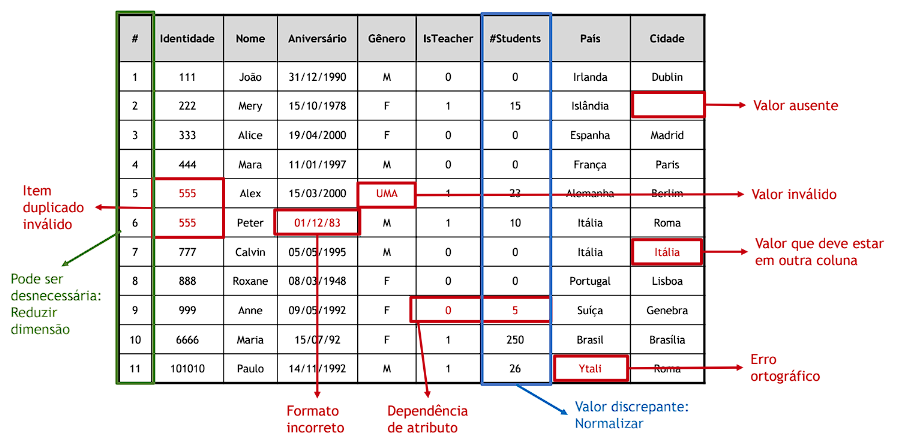 # Identidade Nome Aniversário Gênero IsTeacher #Students País Cidade
1 111 João 31/12/1990 M 0 0 Irlanda Dublin
2 222 Mery 15/10/1978 F 1 15 Islândia
Valor ausente
3 333 Alice 19/04/2000 F 0 0 Espanha Madrid
4 444 Mara 11/01/1997 M 0 0 França Paris
5 555 Alex 15/03/2000 UMA 1 23 Alemanha Berlim
Valor inválido
Item
duplicado
inválido
6 555 Peter 01/12/83 M 1 10 Itália Roma
7 777 Calvin 05/05/1995 M 0 0 Itália Itália
Valor que deve estar
em outra coluna
8 888 Roxane 08/03/1948 F 0 0 Portugal Lisboa
Pode ser
desnecessária:
Reduzir
dimensão
9 999 Anne 09/05/1992 F 0 5 Suíça Genebra
10 6666 Maria 15/07/92 F 1 250 Brasil Brasília
11 101010 Paulo 14/11/1992 M 1 26 Ytali Roma
Erro
ortográfico
Formato
incorreto
Dependência
de atributo
Valor discrepante:
Normalizar